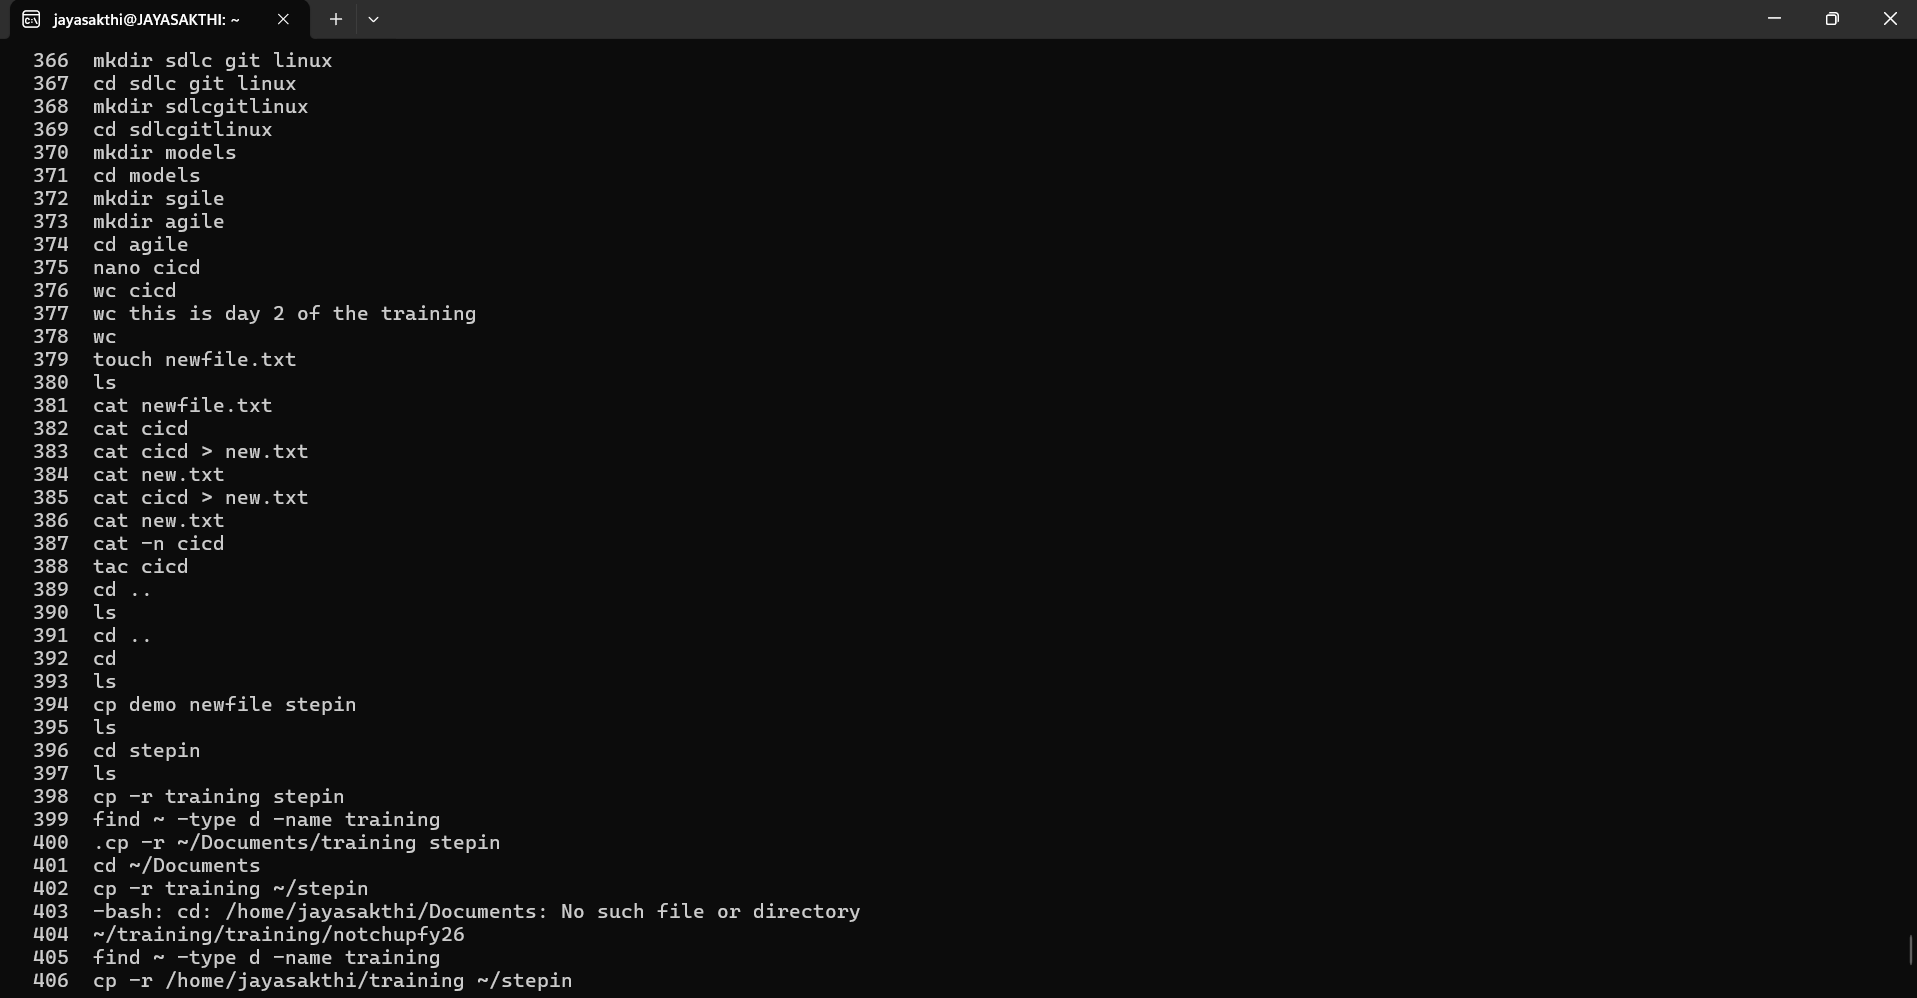 jayasakthi@JAYASAKTHI: ~
366 mkdir sdlc git linux
367 cd sdlc git linux
368 mkdir sdlcgitlinux
369 cd sdlcgitlinux
370 mkdir models
371 cd models
372 mkdir sgile
373 mkdir agile
374 cd agile
375 nano cicd
376 wc cicd
377 wc this is day 2 of the training
378 wc
379 touch newfile.txt
380 ls
381 cat newfile.txt
382 cat cicd
383 cat cicd > new.txt
384 cat new.txt
385 cat cicd > new.txt
386 cat new.txt
387 cat -n cicd
388 tac cicd
389 cd ..
390 ls
391 cd ..
392 cd
393 ls
394 cp demo newfile stepin
395 ls
396 cd stepin
397 ls
398 cp -r training stepin
399 find ~ -type d -name training
400 .cp -r ~/Documents/training stepin
401 cd ~/Documents
402 cp -r training ~/stepin
403 -bash: cd: /home/jayasakthi/Documents: No such file or directory
404 ~/training/training/notchupfy26
405 find ~ -type d -name training
406 cp -r /home/jayasakthi/training ~/stepin